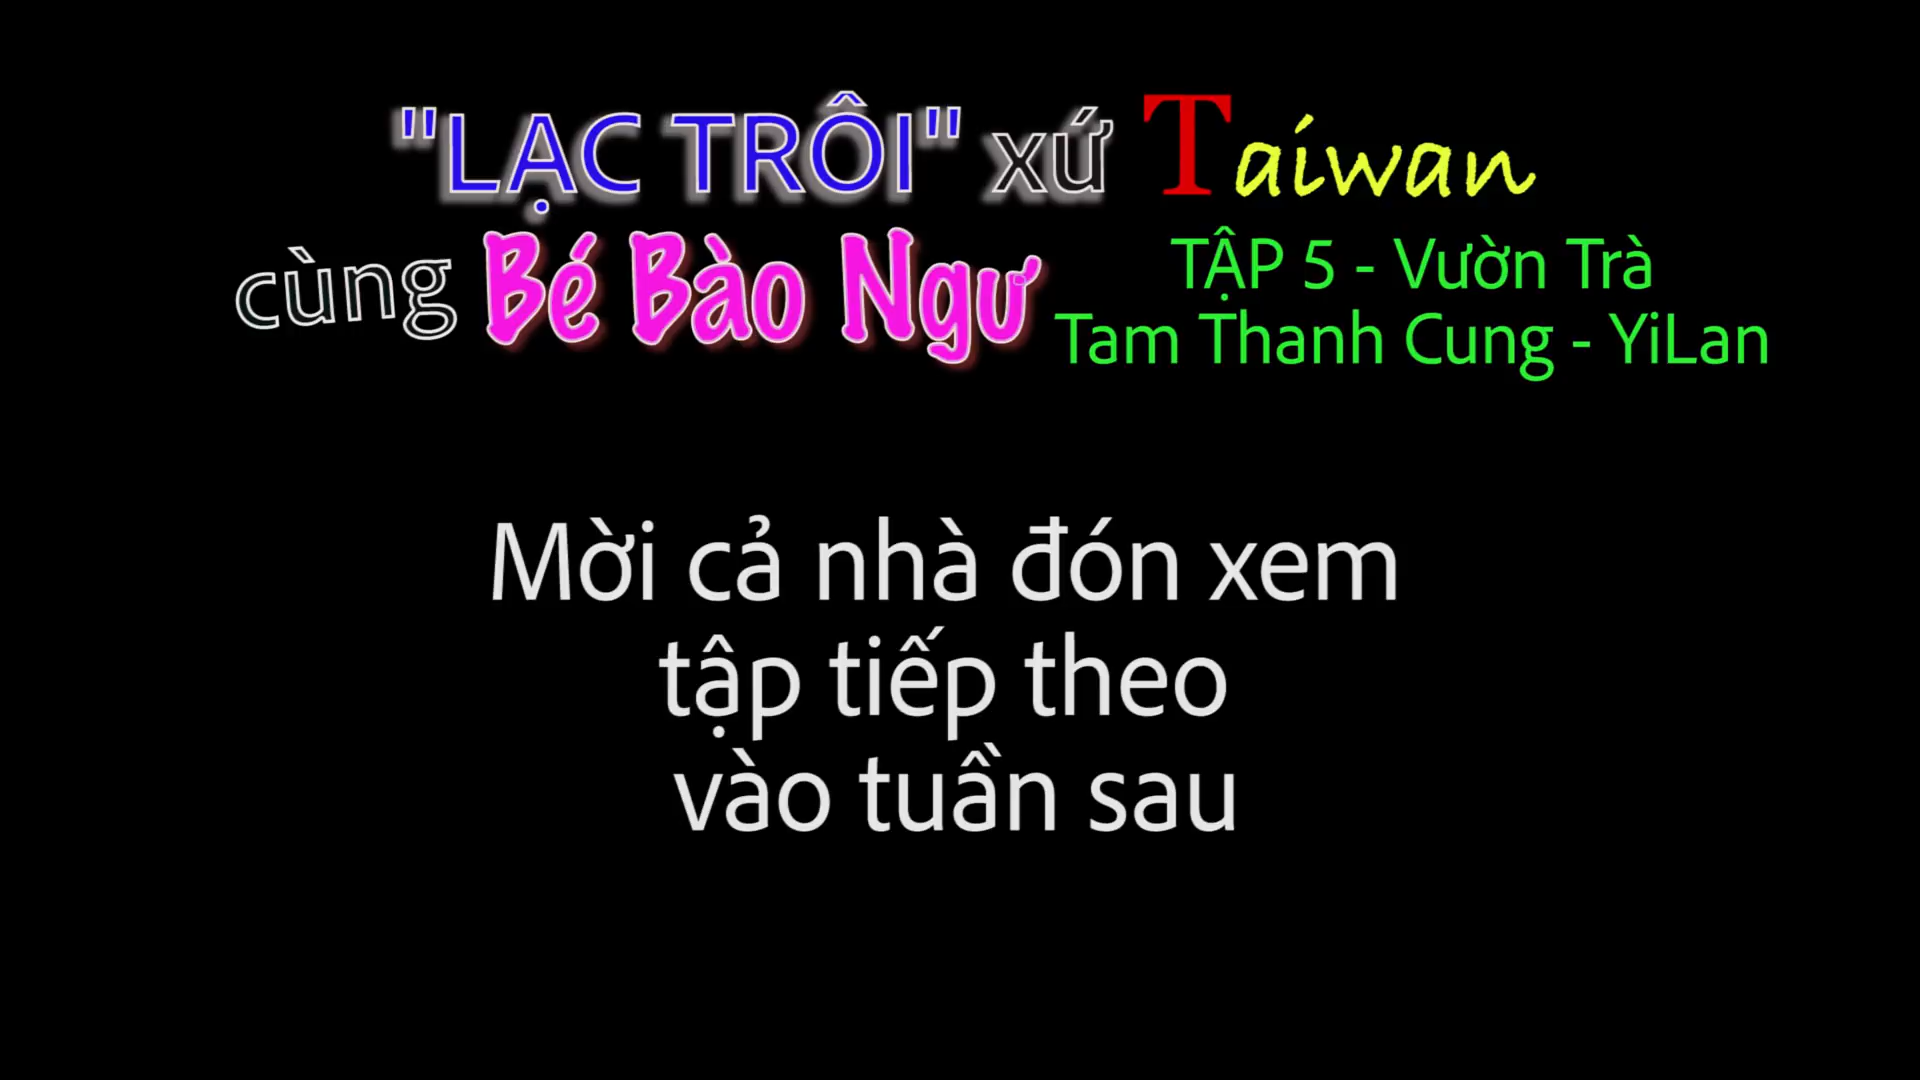 "LẠC TRÔI" xứ Taiwan
cùng Bé Bào Ngư
TẬP 5 - Vườn Trà
Tam Thanh Cung - YiLan
Mời cả nhà đón xem
tập tiếp theo
vào tuần sau